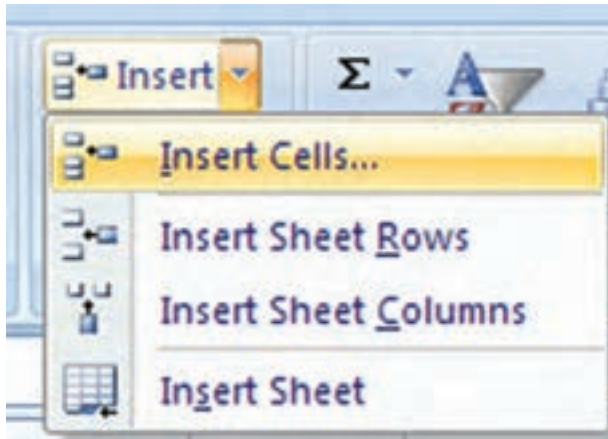 Insert
Σ
Insert Cells...
Insert Sheet Rows
Insert Sheet Columns
Insert Sheet